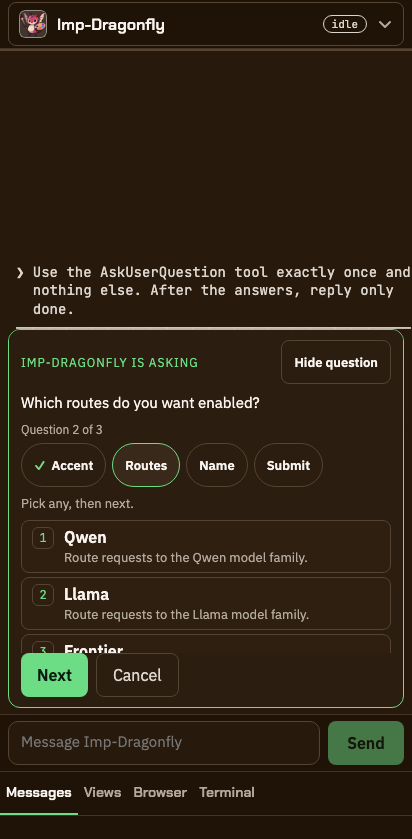 Imp-Dragonfly
idle
❯ Use the AskUserQuestion tool exactly once and
nothing else. After the answers, reply only
done.
IMP-DRAGONFLY IS ASKING
Hide question
Which routes do you want enabled?
Question 2 of 3
✓ Accent
Routes
Name
Submit
Pick any, then next.
1 Qwen
Route requests to the Qwen model family.
2 Llama
Route requests to the Llama model family.
3 Frontier
Next
Cancel
Message Imp-Dragonfly
Send
Messages Views Browser Terminal